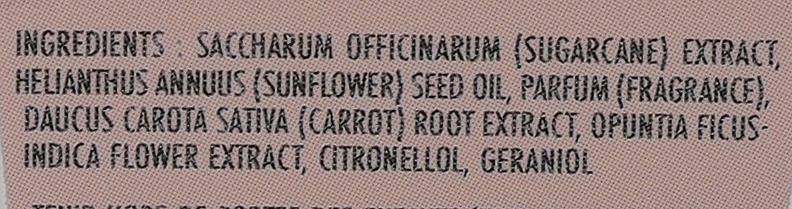 INGREDIENTS : SACCHARUM OFFICINARUM (SUGARCANE) EXTRACT,
HELIANTHUS ANNUUS (SUNFLOWER) SEED OIL, PARFUM (FRAGRANCE),
DAUCUS CAROTA SATIVA (CARROT) ROOT EXTRACT, OPUNTIA FICUS-
INDICA FLOWER EXTRACT, CITRONELLOL, GERANIOL